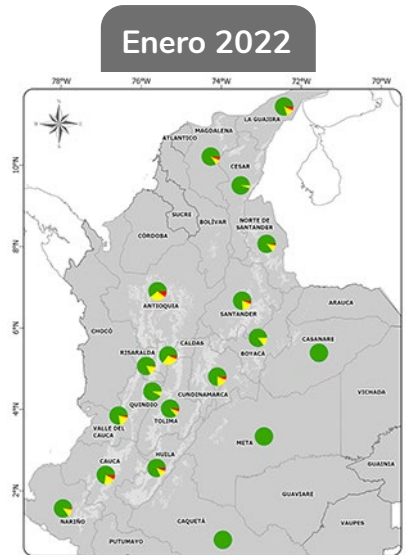 Enero 2022
78°W 76°W 74°W 72°W 70°W
LA GUAJIRA
MAGDALENA
ATLANTICO
10°N
CESAR
SUCRE
BOLÍVAR
NORTE DE
SANTANDER
CÓRDOBA
8°N
ANTIOQUIA
SANTANDER
ARAUCA
6°N
CHOCÓ
CALDAS
CASANARE
RISARALDA
BOYACÁ
VICHADA
CUNDINAMARCA
QUINDIO
4°N
TOLIMA
VALLE DEL
CAUCA
META
HUILA
CAUCA
GUAINIA
2°N
GUAVIARE
NARIÑO
CAQUETÁ
VAUPES
PUTUMAYO